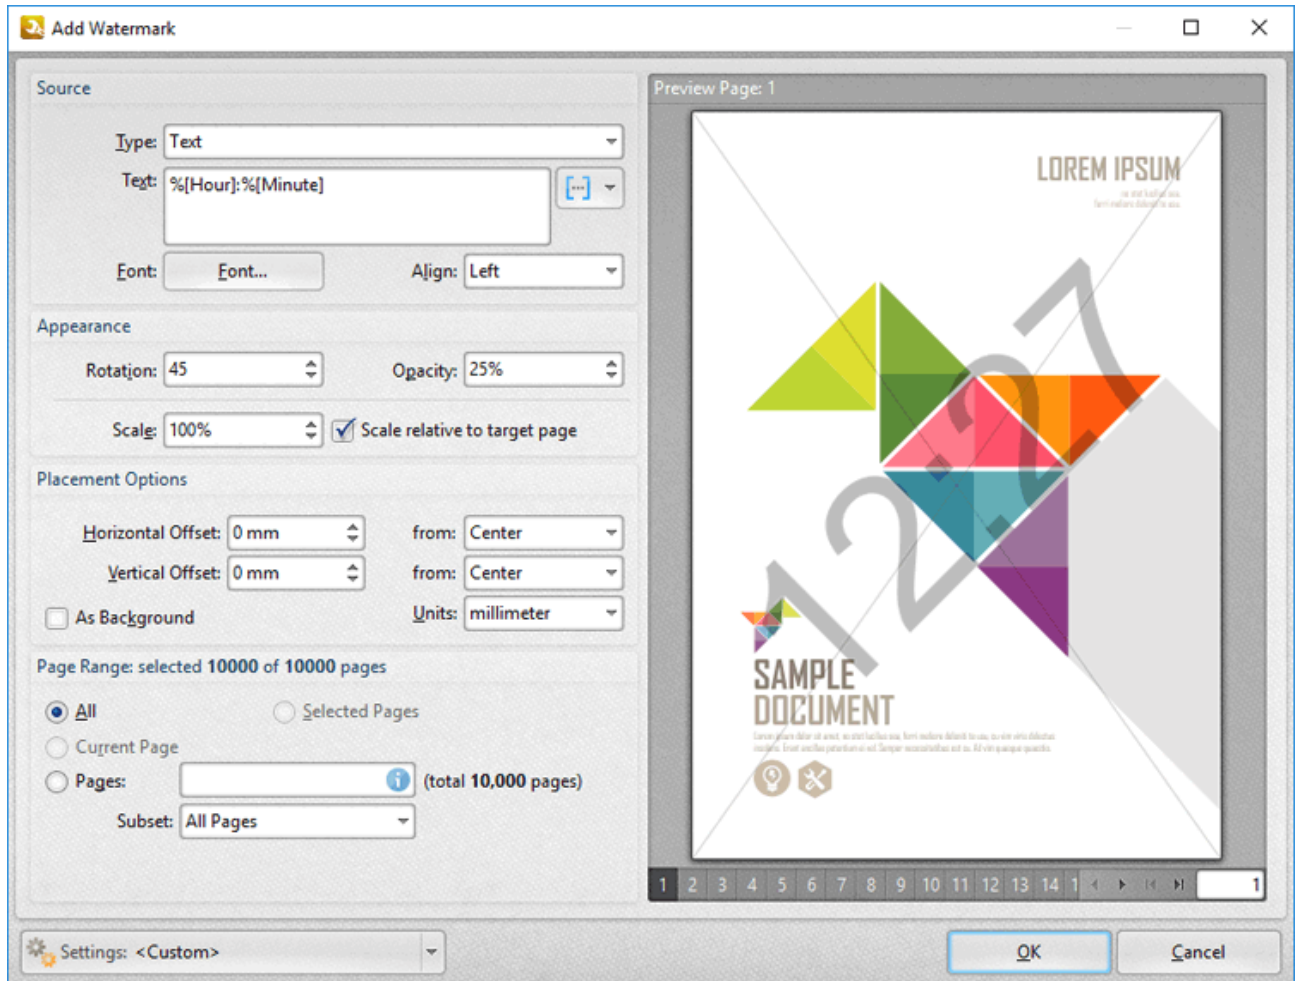 Add Watermark
Source
Type: Text
Text: %[Hour]:%[Minute]
Font: Font... Align: Left
Appearance
Rotation: 45 Opacity: 25%
Scale: 100% Scale relative to target page
Placement Options
Horizontal Offset: 0 mm from: Center
Vertical Offset: 0 mm from: Center
As Background Units: millimeter
Page Range: selected 10000 of 10000 pages
All Selected Pages
Current Page
Pages: (total 10,000 pages)
Subset: All Pages
Preview Page: 1
LOREM IPSUM
12:27
SAMPLE
DOCUMENT
1 2 3 4 5 6 7 8 9 10 11 12 13 14 1 1
Settings: <Custom> OK Cancel